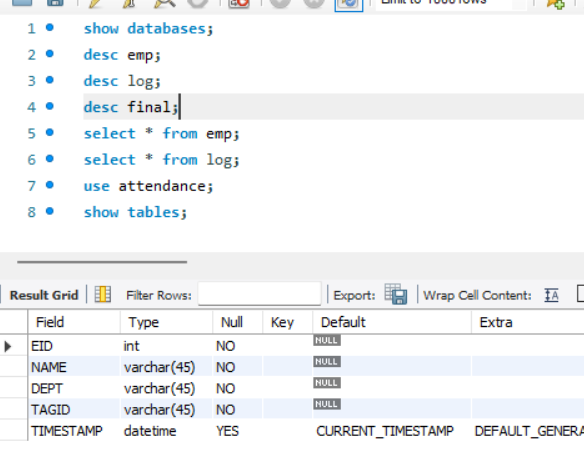 1 show databases;
2 desc emp;
3 desc log;
4 desc final;
5 select * from emp;
6 select * from log;
7 use attendance;
8 show tables;
Result Grid Filter Rows: Export: Wrap Cell Content: IA
Field Type Null Key Default Extra
EID int NO NULL
NAME varchar(45) NO NULL
DEPT varchar(45) NO NULL
TAGID varchar(45) NO NULL
TIMESTAMP datetime YES CURRENT_TIMESTAMP DEFAULT_GENERA